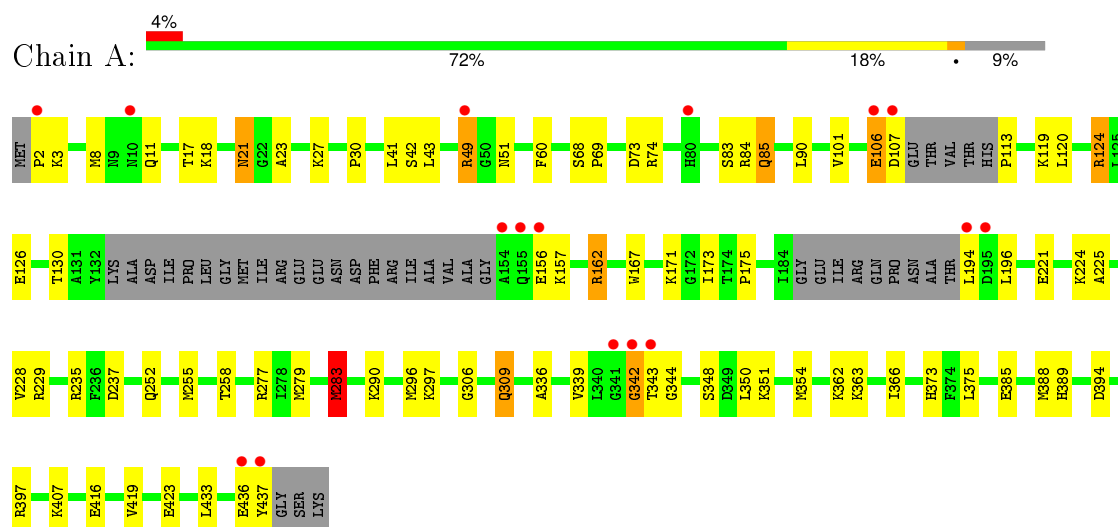 4%
Chain A:
72% 18% • 9%
MET P2 K3 M8 N9 N10 Q11 T17 K18 N21 G22 A23 K27 P30 L41 S42 L43 R49 G50 N51 F60 S68 P69 D73 R74 H80 S83 R84 Q85 L90 V101 E106 D107 GLU THR VAL THR HIS P113 K119 L120 R124 L125
E126 T130 A131 Y132 LYS ALA ASP ILE PRO LEU GLY MET ILE ARG GLU GLU ASN ASP PHE ARG ILE ALA VAL ALA GLY A154 Q155 E156 K157 R162 W167 K171 G172 I173 T174 P175 I184 GLY GLU ILE ARG GLN PRO ASN ALA THR L194 D195 L196 E221 K224 A225
V228 R229 R235 F236 D237 Q252 M255 T258 R277 I278 M279 M283 K290 M296 K297 G306 Q309 A336 V339 L340 G341 G342 T343 G344 S348 D349 L350 K351 M354 K362 K363 I366 H373 F374 L375 E385 M388 H389 D394
R397 K407 E416 V419 E423 L433 E436 Y437 GLY SER LYS